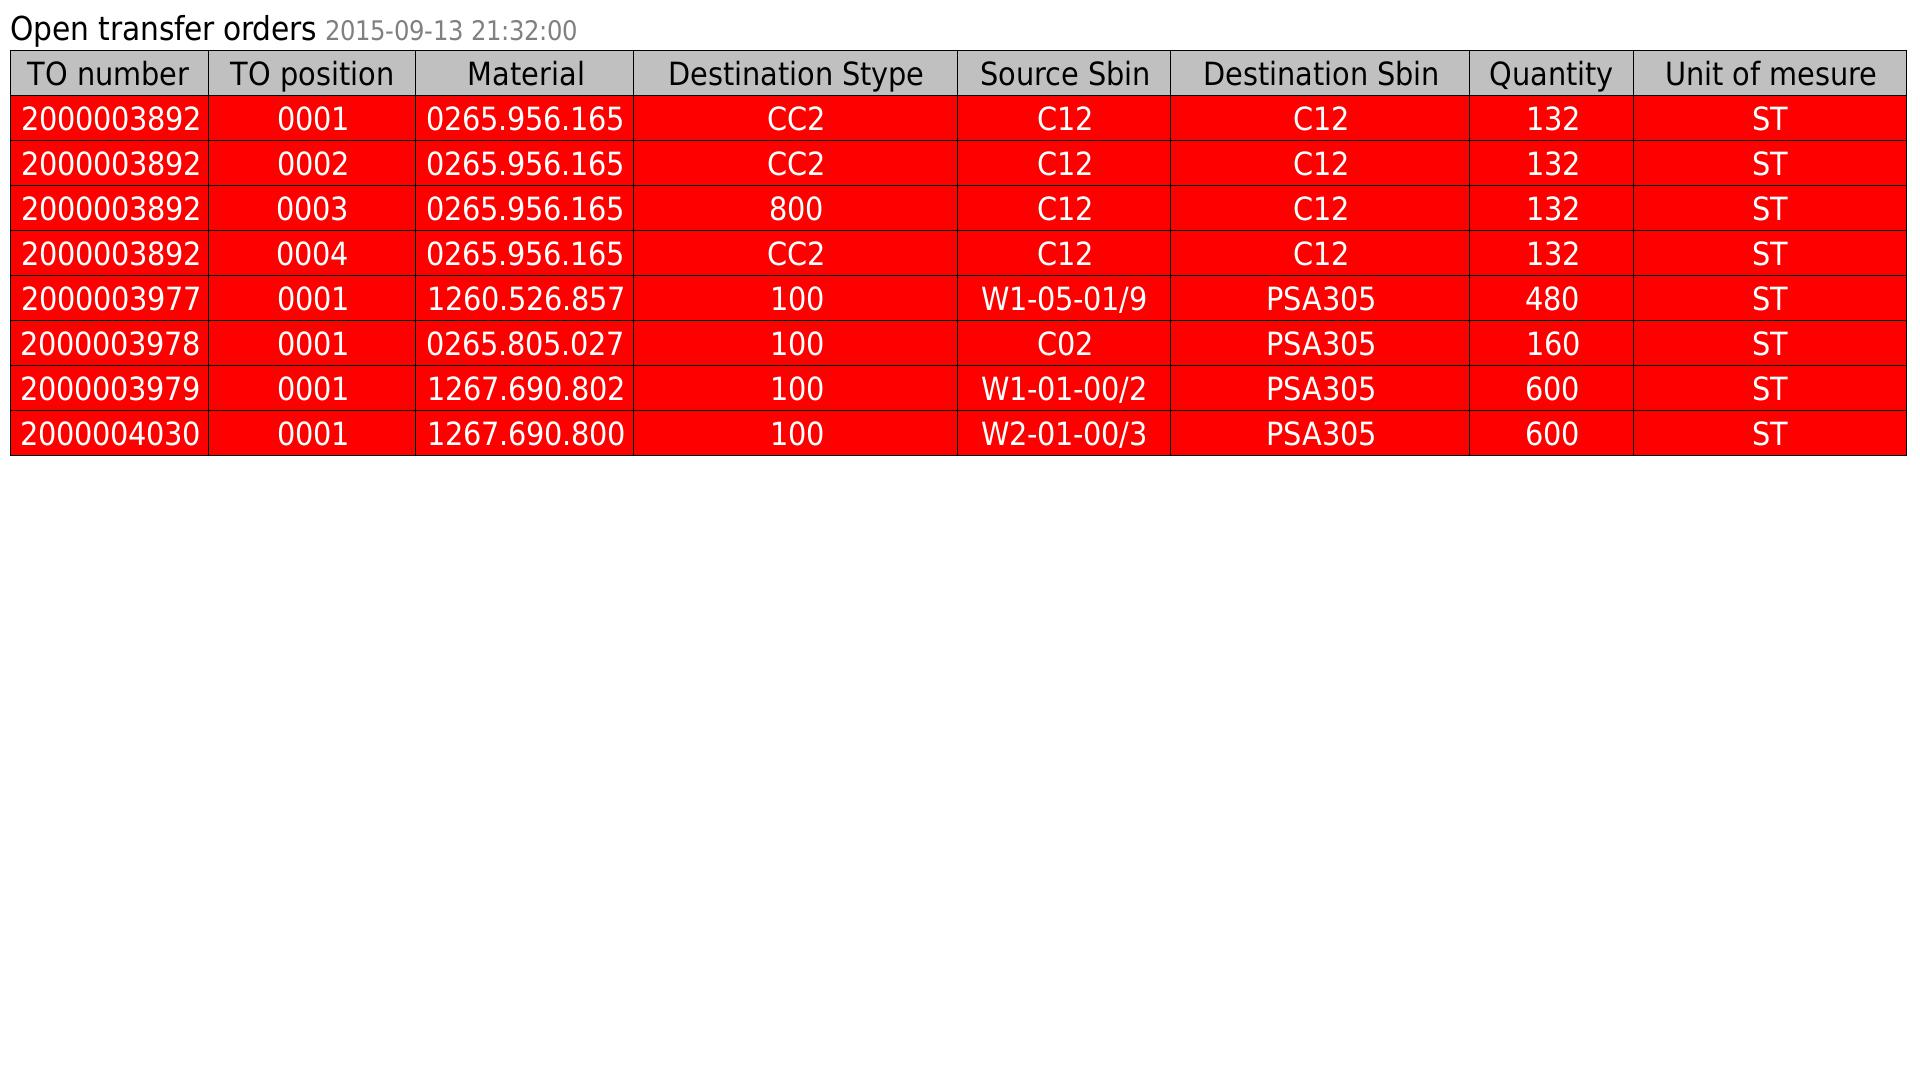 Open transfer orders 2015-09-13 21:32:00
TO number TO position Material Destination Stype Source Sbin Destination Sbin Quantity Unit of mesure
2000003892 0001 0265.956.165 CC2 C12 C12 132 ST
2000003892 0002 0265.956.165 CC2 C12 C12 132 ST
2000003892 0003 0265.956.165 800 C12 C12 132 ST
2000003892 0004 0265.956.165 CC2 C12 C12 132 ST
2000003977 0001 1260.526.857 100 W1-05-01/9 PSA305 480 ST
2000003978 0001 0265.805.027 100 C02 PSA305 160 ST
2000003979 0001 1267.690.802 100 W1-01-00/2 PSA305 600 ST
2000004030 0001 1267.690.800 100 W2-01-00/3 PSA305 600 ST